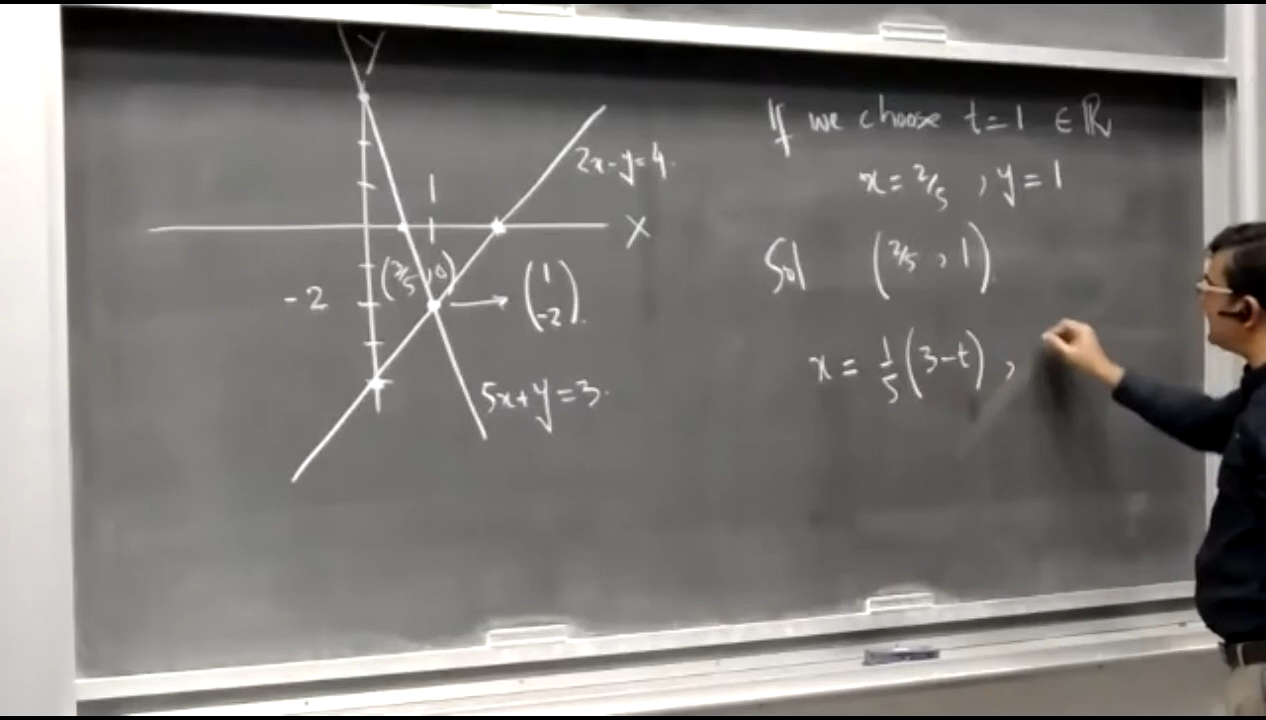 Y
2x-y=4.
1
X
(2/5, 0)
-2
(1
-2).
5x+y=3.
If we choose t=1 ∈ ℝ
x = 2/5 , y = 1
Sol (2/5 , 1).
x = 1/5 (3-t) ,